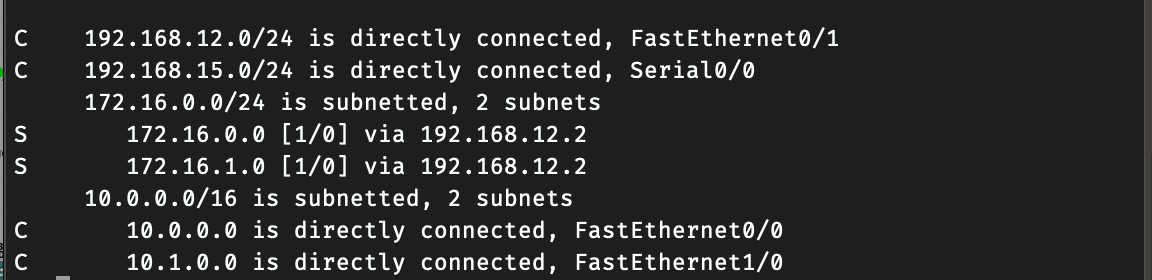 C    192.168.12.0/24 is directly connected, FastEthernet0/1
C    192.168.15.0/24 is directly connected, Serial0/0
     172.16.0.0/24 is subnetted, 2 subnets
S       172.16.0.0 [1/0] via 192.168.12.2
S       172.16.1.0 [1/0] via 192.168.12.2
     10.0.0.0/16 is subnetted, 2 subnets
C       10.0.0.0 is directly connected, FastEthernet0/0
C       10.1.0.0 is directly connected, FastEthernet1/0